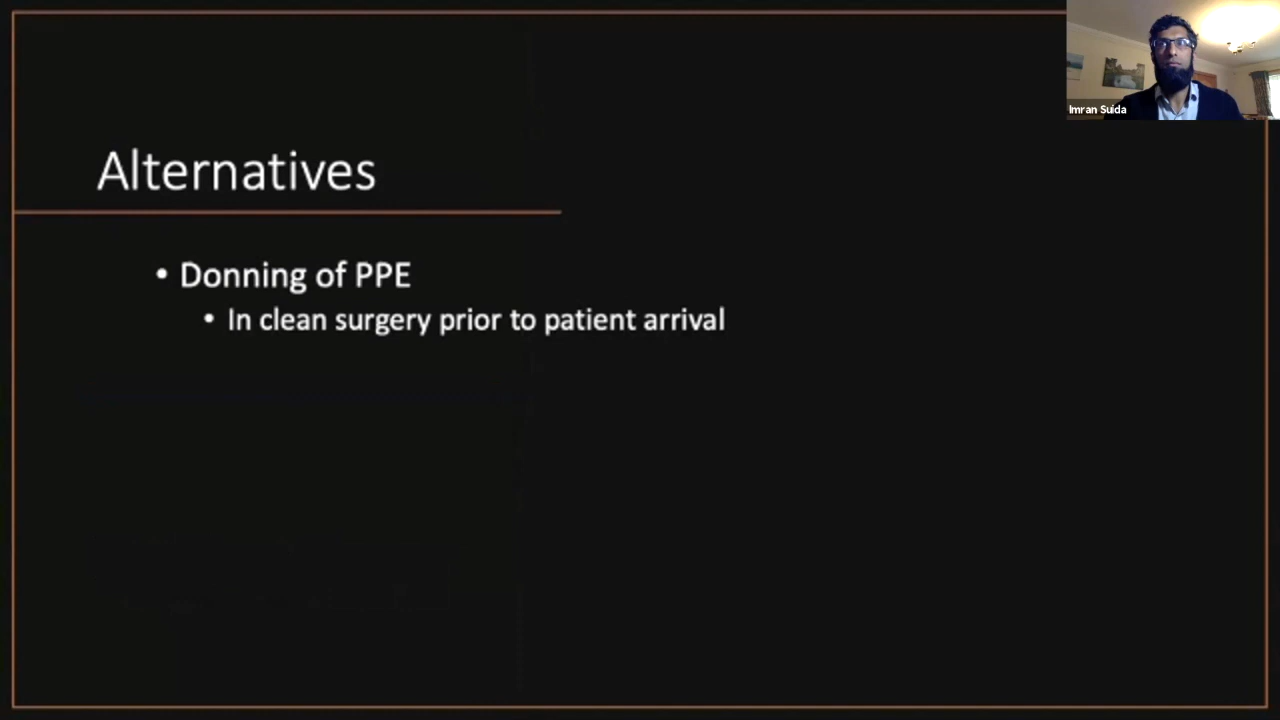 Imran Suida
Alternatives
• Donning of PPE
• In clean surgery prior to patient arrival